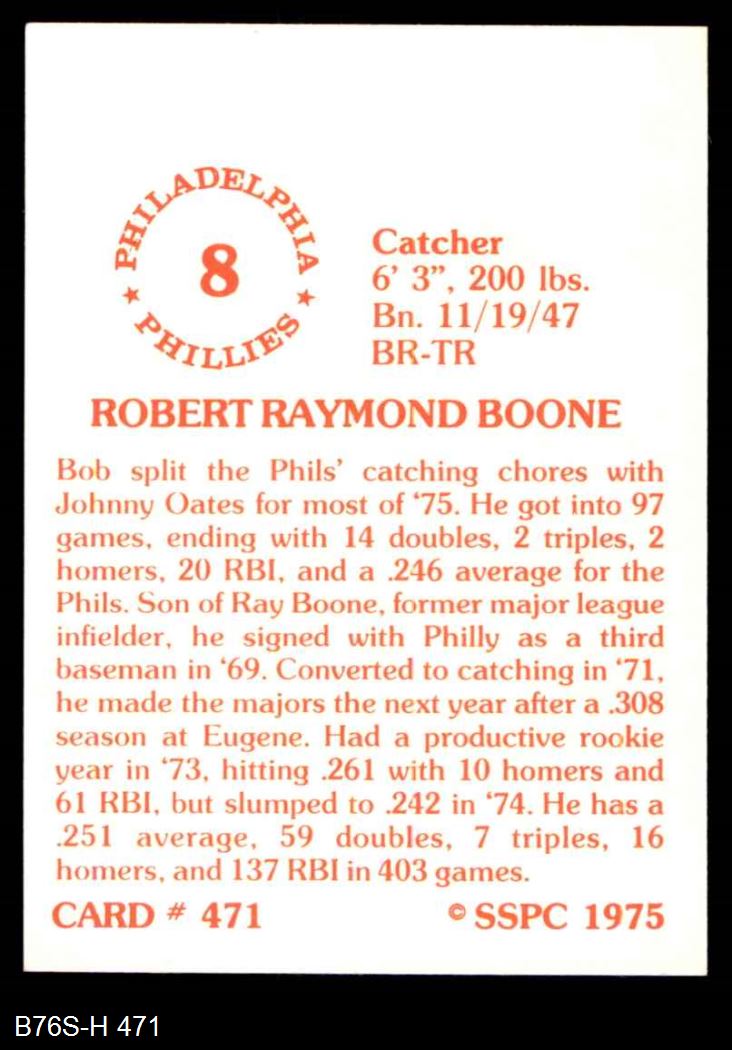 PHILADELPHIA
8
★ PHILLIES ★
Catcher
6' 3”, 200 lbs.
Bn. 11/19/47
BR-TR
ROBERT RAYMOND BOONE
Bob split the Phils’ catching chores with
Johnny Oates for most of ‘75. He got into 97
games, ending with 14 doubles, 2 triples, 2
homers, 20 RBI, and a .246 average for the
Phils. Son of Ray Boone, former major league
infielder, he signed with Philly as a third
baseman in ‘69. Converted to catching in ‘71,
he made the majors the next year after a .308
season at Eugene. Had a productive rookie
year in ‘73, hitting .261 with 10 homers and
61 RBI, but slumped to .242 in ‘74. He has a
.251 average, 59 doubles, 7 triples, 16
homers, and 137 RBI in 403 games.
CARD # 471 © SSPC 1975
B76S-H 471